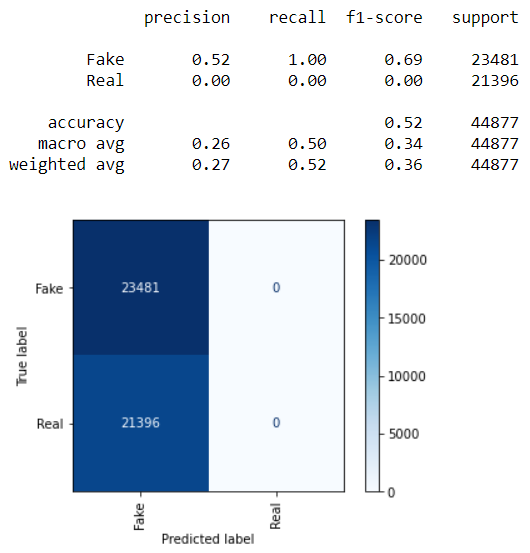 precision recall f1-score support
Fake 0.52 1.00 0.69 23481
Real 0.00 0.00 0.00 21396
accuracy 0.52 44877
macro avg 0.26 0.50 0.34 44877
weighted avg 0.27 0.52 0.36 44877
20000
Fake 23481 0
15000
True label
10000
Real 21396 0
5000
0
Fake Real
Predicted label